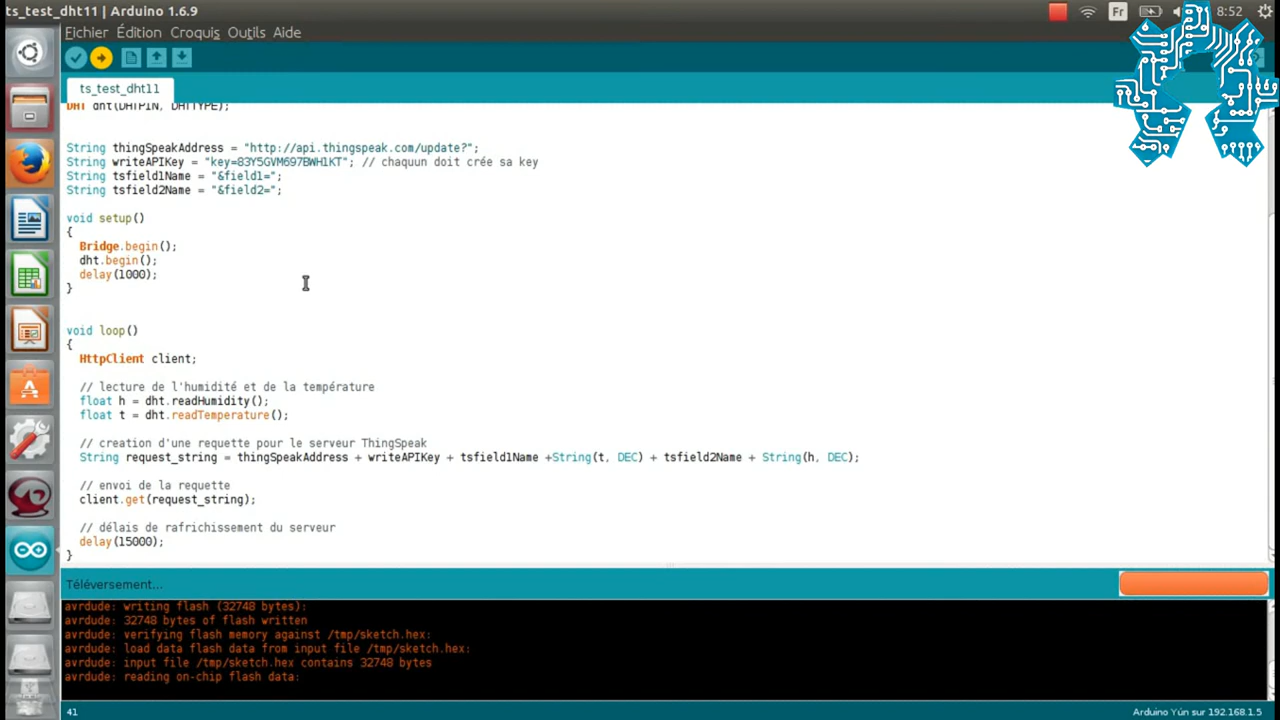 ts_test_dht11 | Arduino 1.6.9
Fr
8:52
Fichier Édition Croquis Outils Aide
ts_test_dht11
DHT dht(DHTPIN, DHTTYPE);
String thingSpeakAddress = "http://api.thingspeak.com/update?";
String writeAPIKey = "key=83Y5GVM697BWH1KT"; // chaquun doit crée sa key
String tsfield1Name = "&field1=";
String tsfield2Name = "&field2=";
void setup()
{
Bridge.begin();
dht.begin();
delay(1000);
}
void loop()
{
HttpClient client;
// lecture de l'humidité et de la température
float h = dht.readHumidity();
float t = dht.readTemperature();
// creation d'une requette pour le serveur ThingSpeak
String request_string = thingSpeakAddress + writeAPIKey + tsfield1Name +String(t, DEC) + tsfield2Name + String(h, DEC);
// envoi de la requette
client.get(request_string);
// délais de rafrichissement du serveur
delay(15000);
}
Téléversement...
avrdude: writing flash (32748 bytes):
avrdude: 32748 bytes of flash written
avrdude: verifying flash memory against /tmp/sketch.hex:
avrdude: load data flash data from input file /tmp/sketch.hex:
avrdude: input file /tmp/sketch.hex contains 32748 bytes
avrdude: reading on-chip flash data:
41
Arduino Yún sur 192.168.1.5